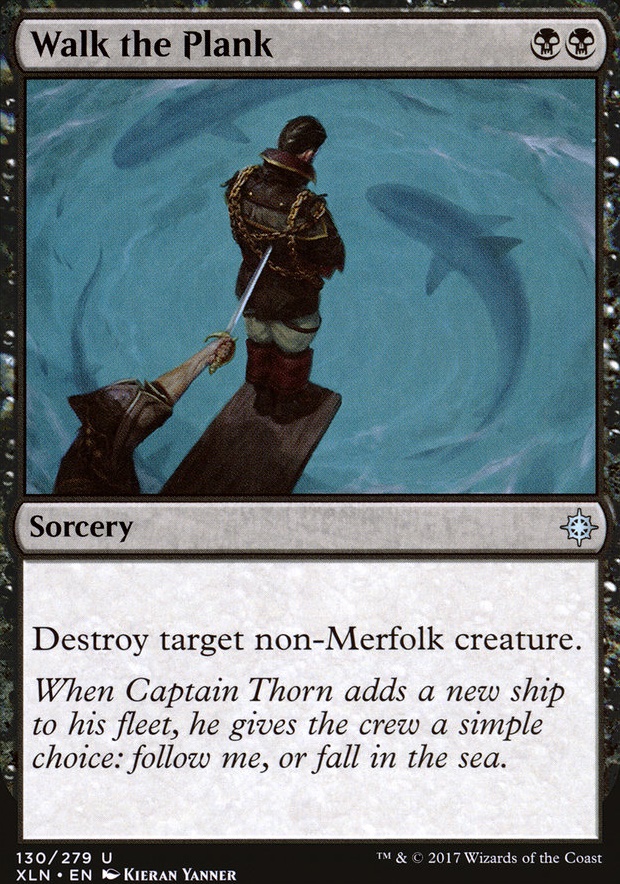 Walk the Plank
Sorcery
Destroy target non-Merfolk creature.
When Captain Thorn adds a new ship
to his fleet, he gives the crew a simple
choice: follow me, or fall in the sea.
130/279 U
XLN • EN Kieran Yanner
™ & © 2017 Wizards of the Coast